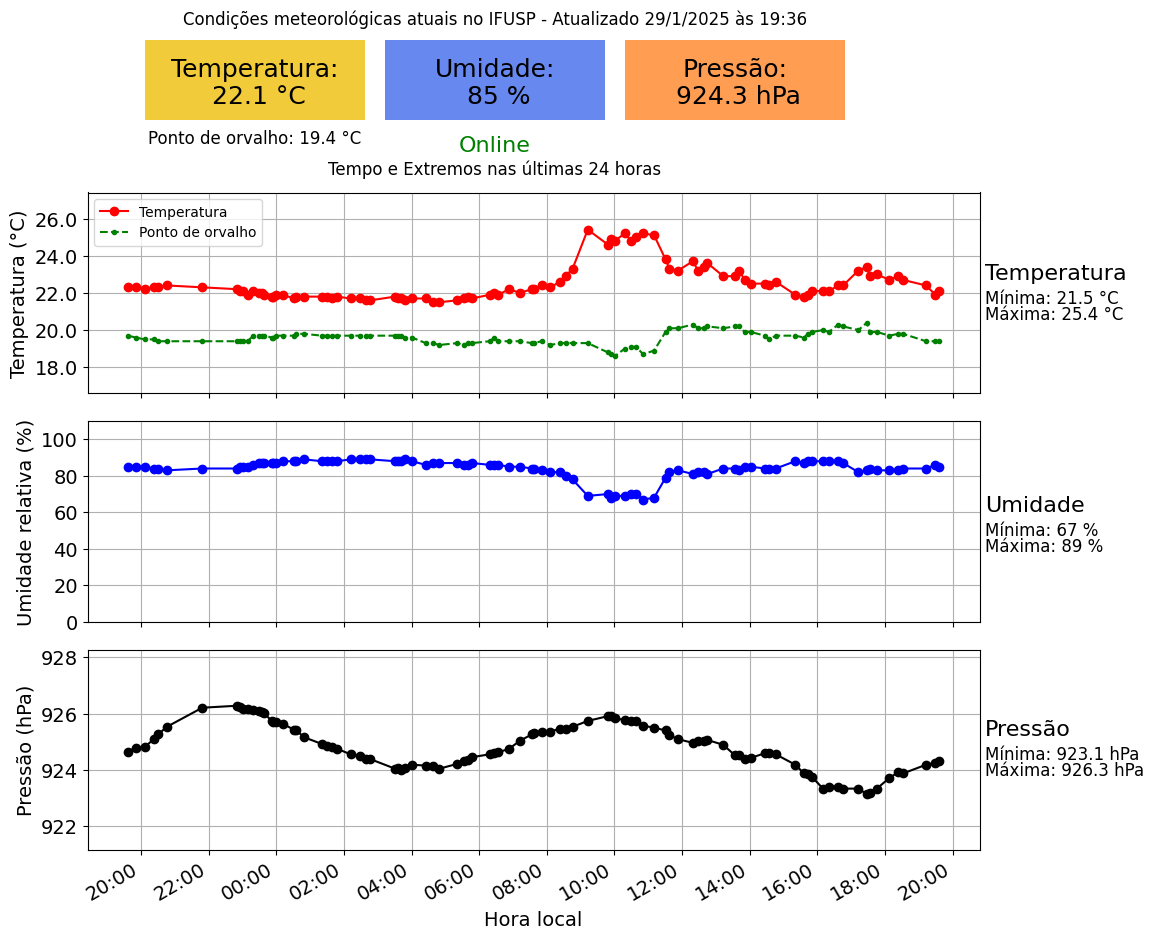 Condições meteorológicas atuais no IFUSP - Atualizado 29/1/2025 às 19:36
Temperatura:
22.1 °C
Umidade:
85 %
Pressão:
924.3 hPa
Ponto de orvalho: 19.4 °C
Online
Tempo e Extremos nas últimas 24 horas
Temperatura (°C)
26.0
24.0
22.0
20.0
18.0
Temperatura
Ponto de orvalho
Temperatura
Mínima: 21.5 °C
Máxima: 25.4 °C
Umidade relativa (%)
100
80
60
40
20
0
Umidade
Mínima: 67 %
Máxima: 89 %
Pressão (hPa)
928
926
924
922
Pressão
Mínima: 923.1 hPa
Máxima: 926.3 hPa
20:00 22:00 00:00 02:00 04:00 06:00 08:00 10:00 12:00 14:00 16:00 18:00 20:00
Hora local